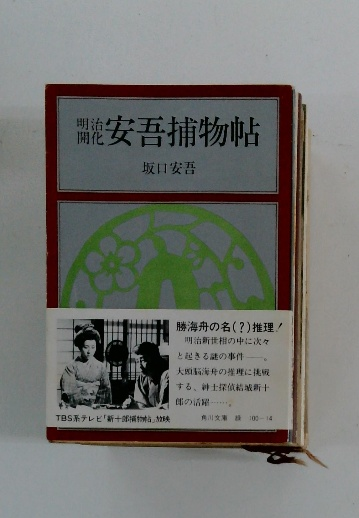 明治開化 安吾捕物帖
坂口安吾
勝海舟の名(?)推理!
明治新世相の中に次々
と起きる謎の事件——。
大頭脳海舟の推理に挑戦
する、紳士探偵結城新十
郎の活躍……。
TBS系テレビ「新十郎捕物帖」放映
角川文庫 緑 100-14